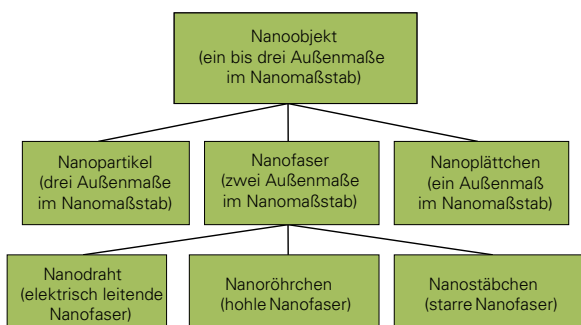 Nanoobjekt
(ein bis drei Außenmaße
im Nanomaßstab)
Nanopartikel
(drei Außenmaße
im Nanomaßstab)
Nanofaser
(zwei Außenmaße
im Nanomaßstab)
Nanoplättchen
(ein Außenmaß
im Nanomaßstab)
Nanodraht
(elektrisch leitende
Nanofaser)
Nanoröhrchen
(hohle Nanofaser)
Nanostäbchen
(starre Nanofaser)